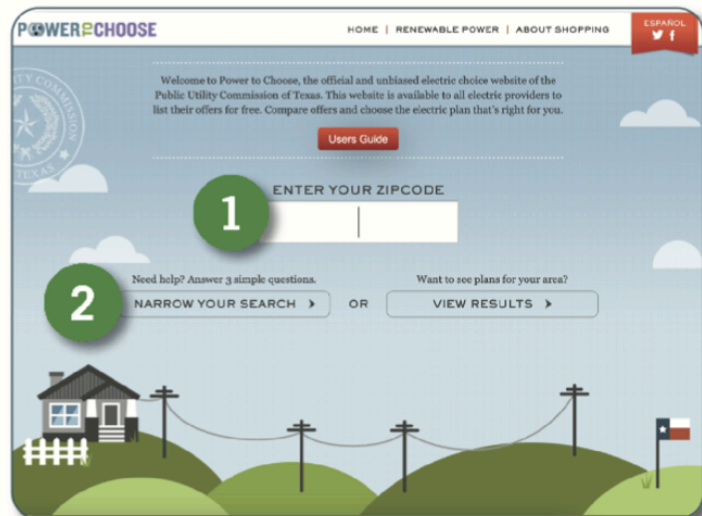 POWER TO CHOOSE
HOME | RENEWABLE POWER | ABOUT SHOPPING
ESPAÑOL
Welcome to Power to Choose, the official and unbiased electric choice website of the
Public Utility Commission of Texas. This website is available to all electric providers to
list their offers for free. Compare offers and choose the electric plan that's right for you.
Users Guide
1
ENTER YOUR ZIPCODE
2
Need help? Answer 3 simple questions.
NARROW YOUR SEARCH
OR
Want to see plans for your area?
VIEW RESULTS